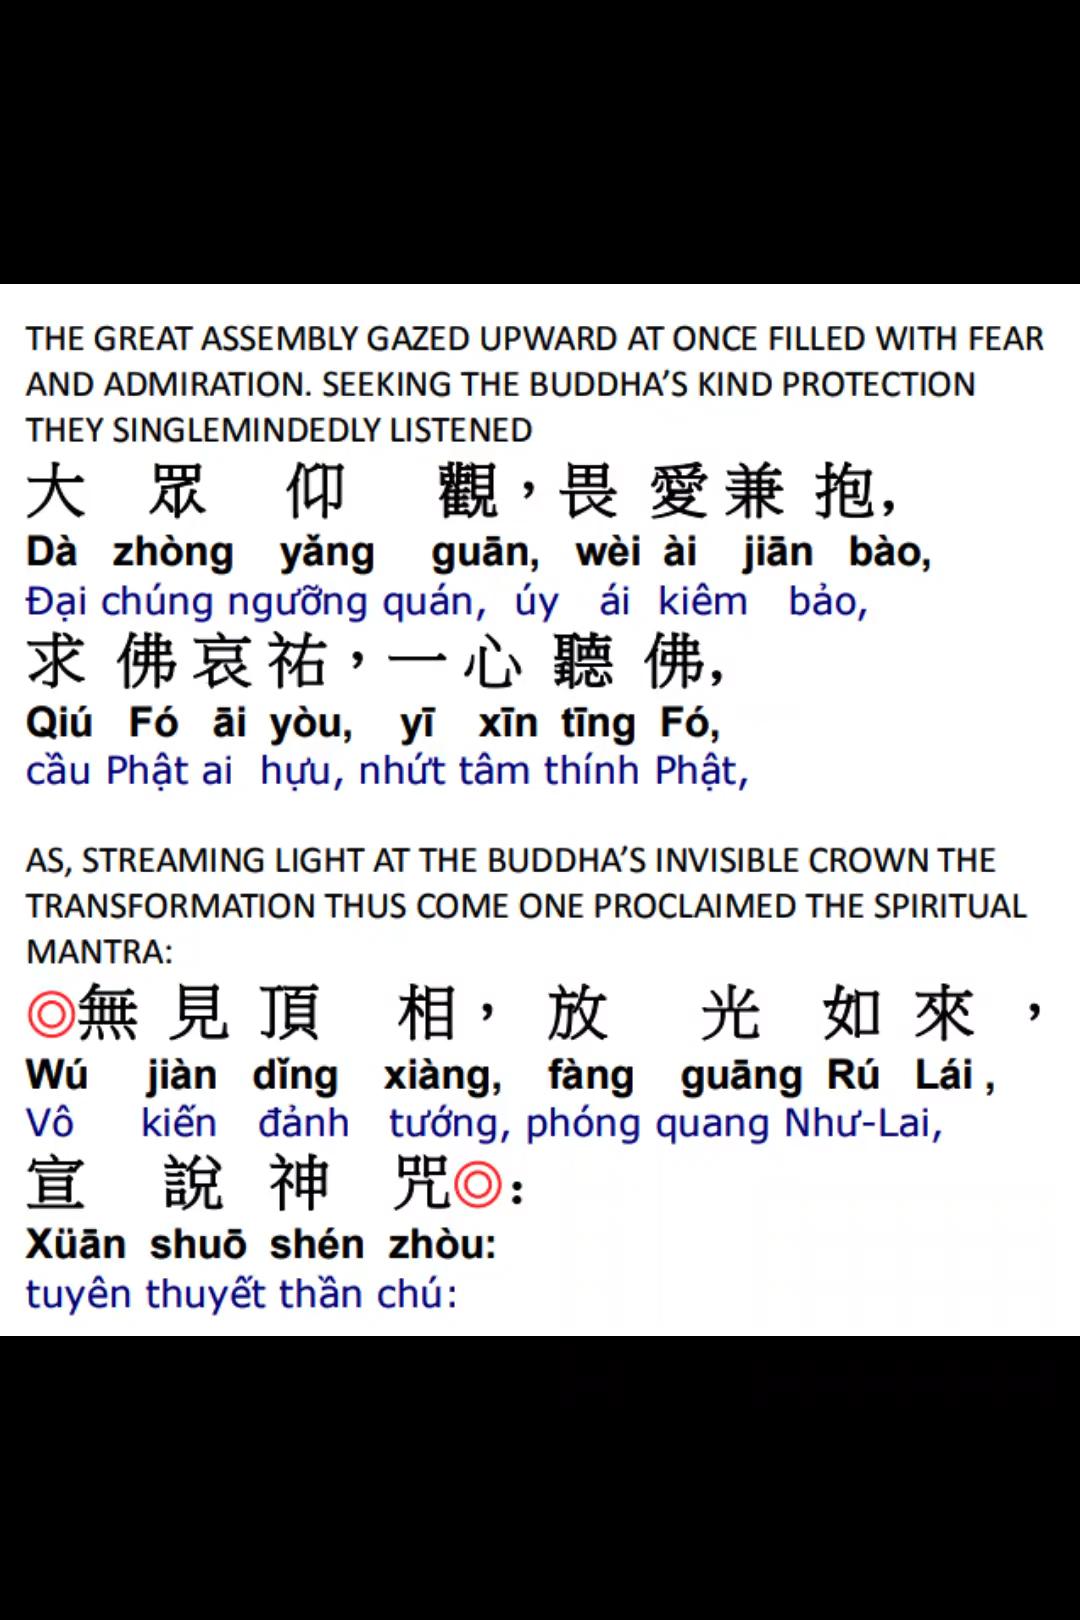 THE GREAT ASSEMBLY GAZED UPWARD AT ONCE FILLED WITH FEAR
AND ADMIRATION. SEEKING THE BUDDHA'S KIND PROTECTION
THEY SINGLEMINDEDLY LISTENED
大 眾 仰 觀，畏 愛 兼 抱,
Dà zhòng yǎng guān, wèi ài jiān bào,
Đại chúng ngưỡng quán, úy ái kiêm bảo,
求 佛 哀 祐，一 心 聽 佛,
Qiú Fó āi yòu, yī xīn tīng Fó,
cầu Phật ai hựu, nhứt tâm thính Phật,
AS, STREAMING LIGHT AT THE BUDDHA'S INVISIBLE CROWN THE
TRANSFORMATION THUS COME ONE PROCLAIMED THE SPIRITUAL
MANTRA:
◎無 見 頂 相， 放 光 如 來 ，
Wú jiàn dǐng xiàng, fàng guāng Rú Lái ,
Vô kiến đảnh tướng, phóng quang Như-Lai,
宣 說 神 咒◎:
Xüān shuō shén zhòu:
tuyên thuyết thần chú: